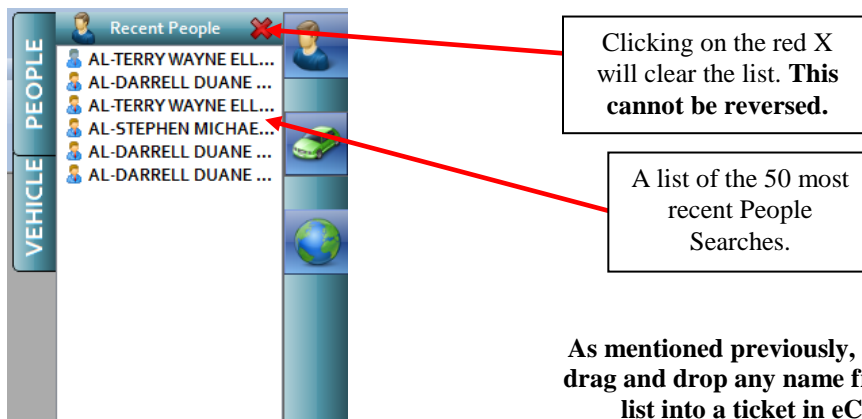 PEOPLE
VEHICLE
Recent People
AL-TERRY WAYNE ELL...
AL-DARRELL DUANE ...
AL-TERRY WAYNE ELL...
AL-STEPHEN MICHAE...
AL-DARRELL DUANE ...
AL-DARRELL DUANE ...
Clicking on the red X
will clear the list. This
cannot be reversed.
A list of the 50 most
recent People
Searches.
As mentioned previously,
drag and drop any name
list into a ticket in